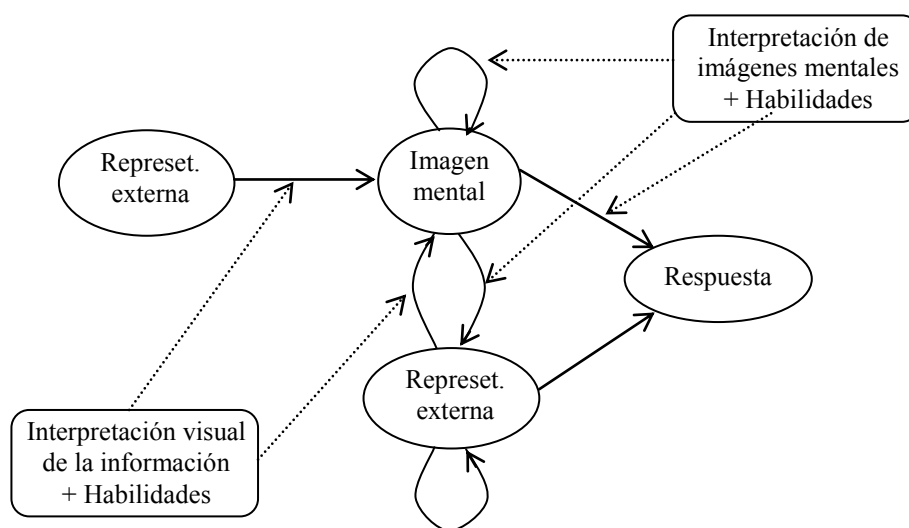 Interpretación de
imágenes mentales
+ Habilidades
Represet.
externa
Imagen
mental
Respuesta
Represet.
externa
Interpretación visual
de la información
+ Habilidades